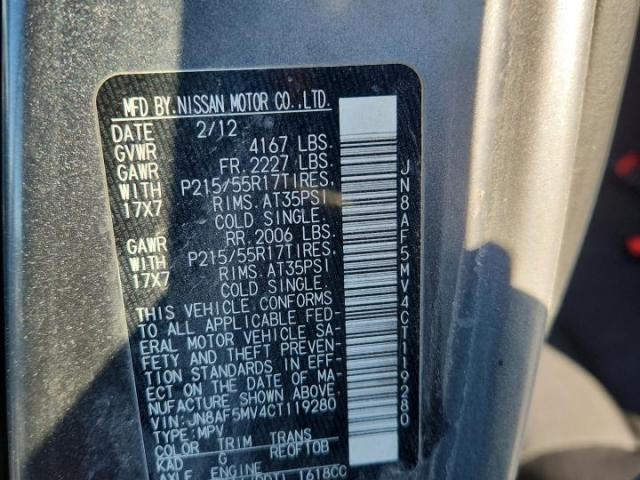 MFD BY NISSAN MOTOR CO.,LTD.
DATE 2/12
GVWR 4167 LBS.
GAWR FR. 2227 LBS.
WITH P215/55R17TIRES,
17X7 RIMS. AT35PSI
COLD SINGLE.
GAWR RR. 2006 LBS.
WITH P215/55R17TIRES,
17X7 RIMS. AT35PSI
COLD SINGLE.
THIS VEHICLE CONFORMS
TO ALL APPLICABLE FED-
ERAL MOTOR VEHICLE SA-
FETY AND THEFT PREVEN-
TION STANDARDS IN EFF-
ECT ON THE DATE OF MA-
NUFACTURE SHOWN ABOVE.
VIN:JN8AF5MV4CT119280
TYPE:MPV
COLOR TRIM TRANS
KAD G RE0F10B
AXLE ENGINE
1618CC
JN8AF5MV4CT119280